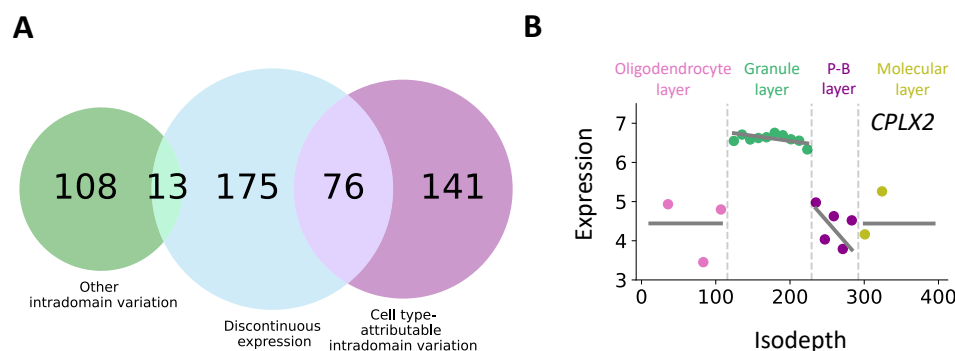 A
108 13 175 76 141
Other
intradomain variation
Discontinuous
expression
Cell type-
attributable
intradomain variation
B
Oligodendrocyte
layer
Granule
layer
P-B
layer
Molecular
layer
CPLX2
Expression
7
6
5
4
3
0 100 200 300 400
Isodepth